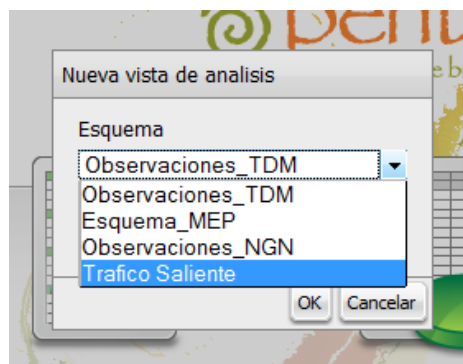 Nueva vista de analisis
Esquema
Observaciones_TDM
Observaciones_TDM
Esquema_MEP
Observaciones_NGN
Trafico Saliente
OK Cancelar